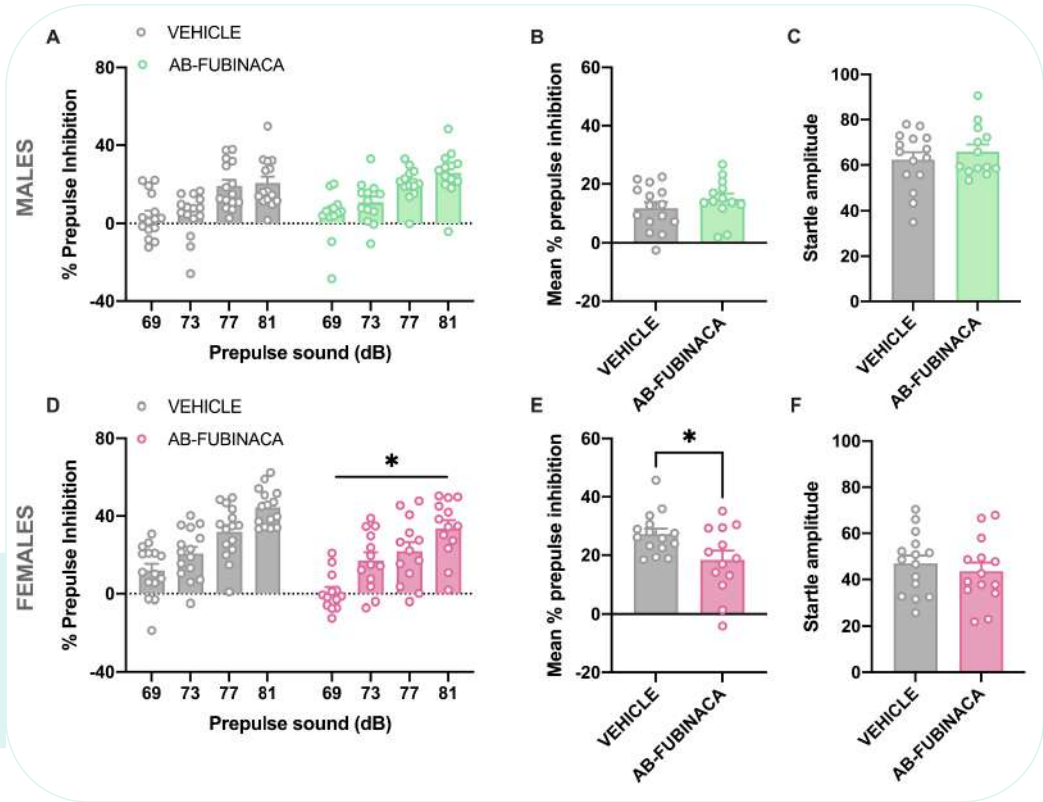 MALES
A
VEHICLE
AB-FUBINACA
% Prepulse Inhibition
80
40
0
-40
69 73 77 81 69 73 77 81
Prepulse sound (dB)
B
Mean % prepulse inhibition
60
40
20
0
-20
VEHICLE
AB-FUBINACA
C
Startle amplitude
100
80
60
40
20
0
VEHICLE
AB-FUBINACA
FEMALES
D
VEHICLE
AB-FUBINACA
% Prepulse Inhibition
80
40
0
-40
*
69 73 77 81 69 73 77 81
Prepulse sound (dB)
E
Mean % prepulse inhibition
60
40
20
0
-20
*
VEHICLE
AB-FUBINACA
F
Startle amplitude
100
80
60
40
20
0
VEHICLE
AB-FUBINACA